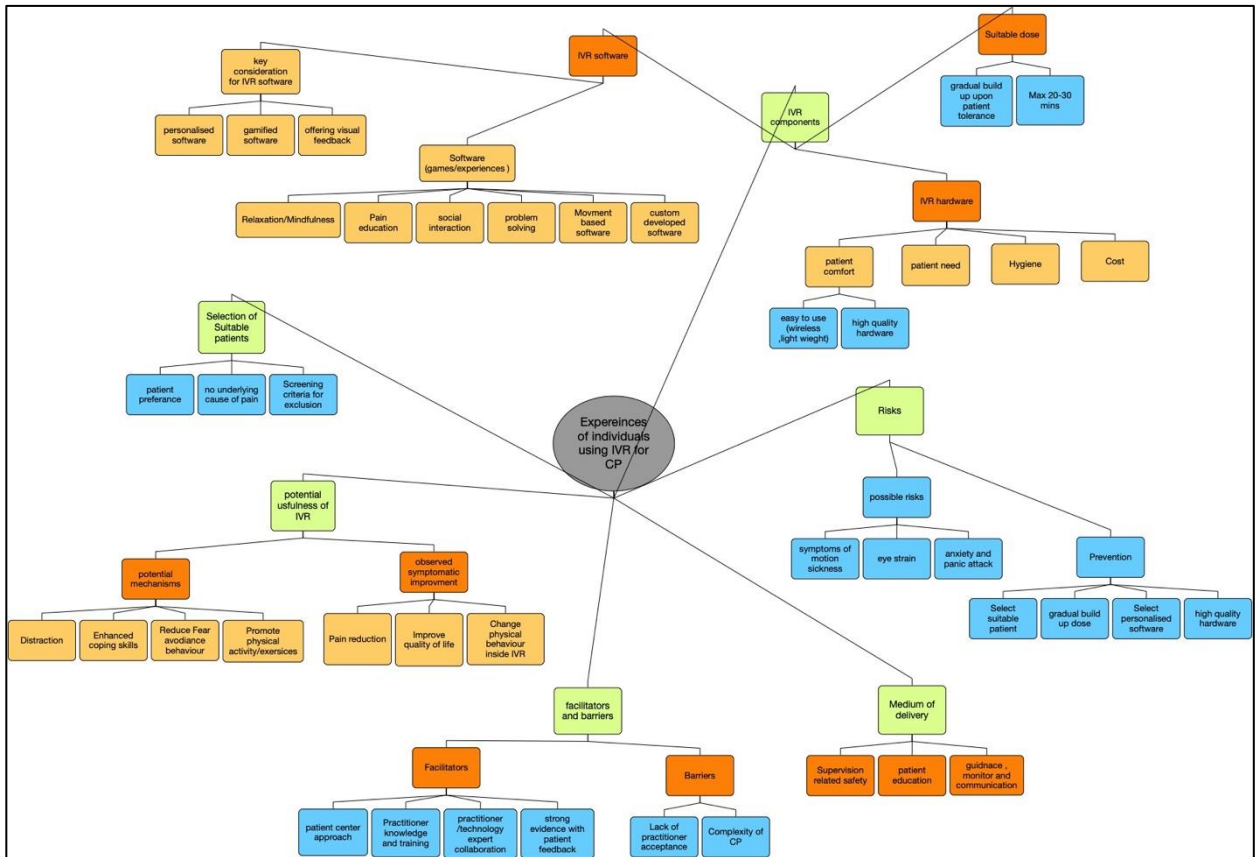 Suitable dose
gradual build
up upon
patient
tolerance
Max 20-30
mins
IVR software
key
consideration
for IVR software
personalised
software
gamified
software
offering visual
feedback
Software
(games/experiences )
Relaxation/Mindfulness
Pain
education
social
interaction
problem
solving
Movment
based
software
custom
developed
software
IVR
components
IVR hardware
patient
comfort
patient need
Hygiene
Cost
easy to use
(wireless
,light wieght)
high quality
hardware
Selection of
Suitable
patients
patient
preferance
no underlying
cause of pain
Screening
criteria for
exclusion
Expereinces
of individuals
using IVR for
CP
Risks
possible risks
symptoms of
motion
sickness
eye strain
anxiety and
panic attack
Prevention
Select
suitable
patient
gradual build
up dose
Select
personalised
software
high quality
hardware
potential
usfulness of
IVR
potential
mechanisms
Distraction
Enhanced
coping skills
Reduce Fear
avodiance
behaviour
Promote
physical
activity/exersices
observed
symptomatic
improvment
Pain reduction
Improve
quality of life
Change
physical
behaviour
inside IVR
facilitators
and barriers
Facilitators
patient center
approach
Practitioner
knowledge
and training
practitioner
/technology
expert
collaboration
strong
evidence with
patient
feedback
Barriers
Lack of
practitioner
acceptance
Complexity of
CP
Medium of
delivery
Supervision
related safety
patient
education
guidnace ,
monitor and
communication